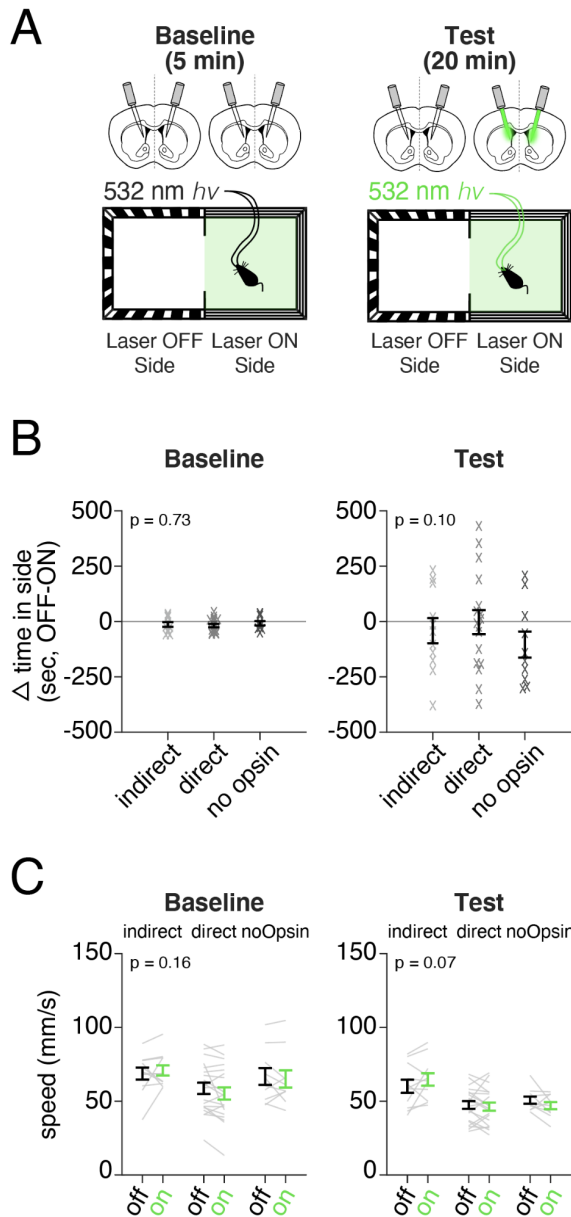 A
Baseline
(5 min)
Test
(20 min)
532 nm hv
532 nm hv
Laser OFF
Side
Laser ON
Side
Laser OFF
Side
Laser ON
Side
B
Baseline
Test
Δ time in side
(sec, OFF-ON)
500
250
0
-250
-500
p = 0.73
indirect
direct
no opsin
500
250
0
-250
-500
p = 0.10
indirect
direct
no opsin
C
Baseline
Test
indirect direct noOpsin
indirect direct noOpsin
speed (mm/s)
150
100
50
0
p = 0.16
off
on
off
on
off
on
150
100
50
0
p = 0.07
off
on
off
on
off
on